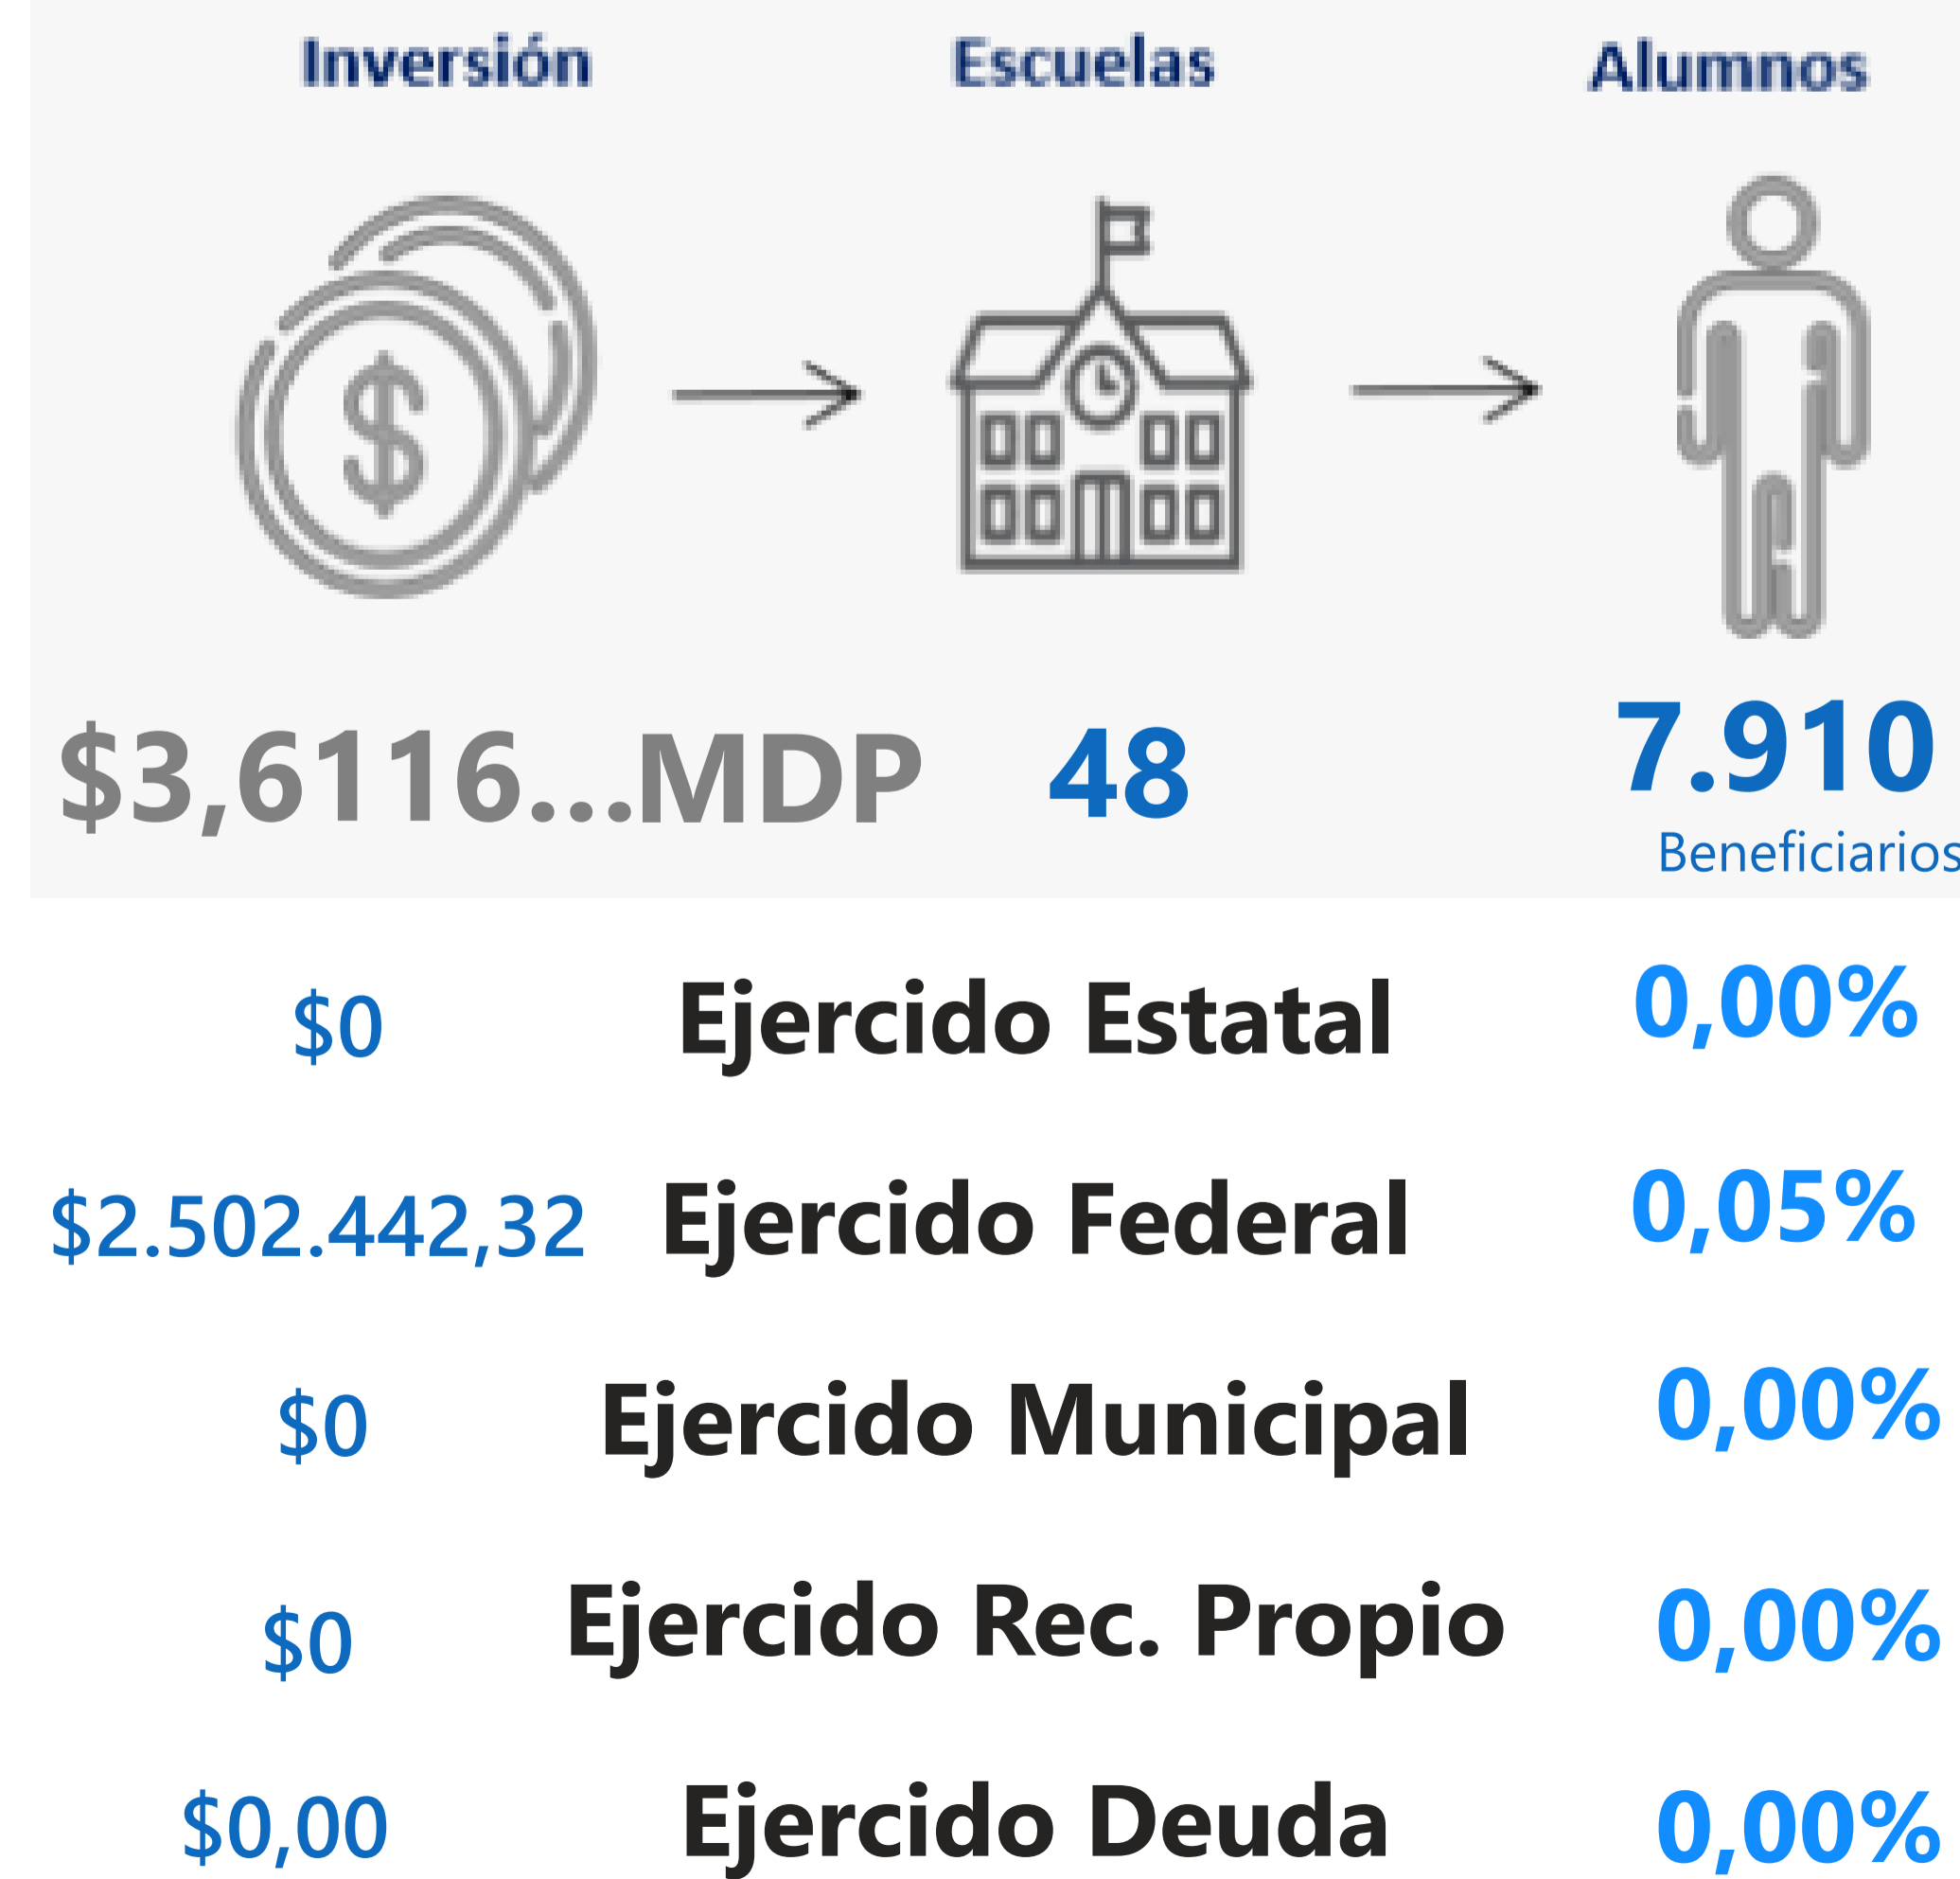 Inversión Escuelas Alumnos
$3,6116...MDP 48 7.910
Beneficiarios
$0 Ejercido Estatal 0,00%
$2.502.442,32 Ejercido Federal 0,05%
$0 Ejercido Municipal 0,00%
$0 Ejercido Rec. Propio 0,00%
$0,00 Ejercido Deuda 0,00%